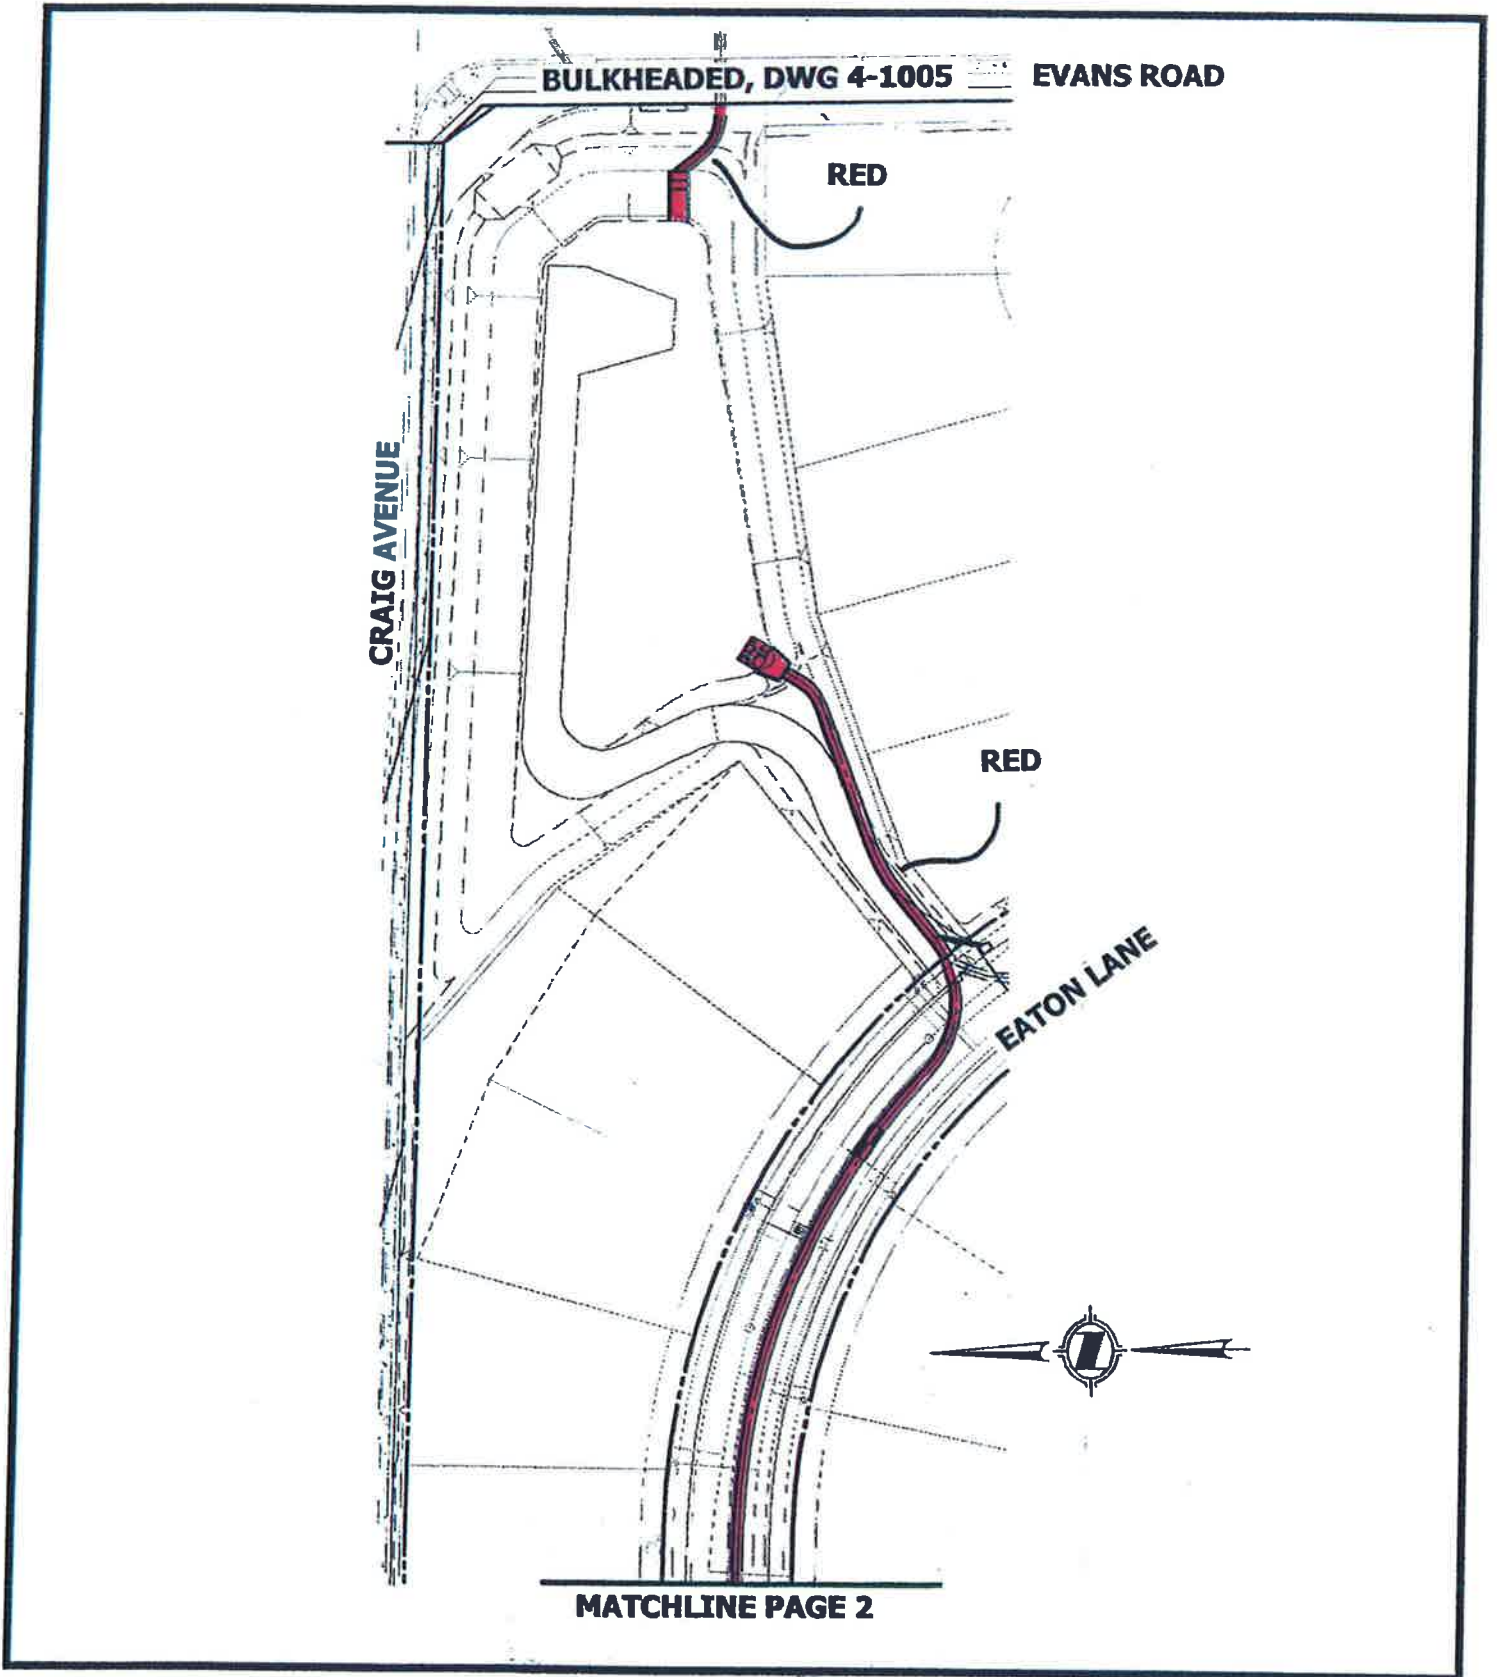 BULKHEADED, DWG 4-1005
EVANS ROAD
RED
CRAIG AVENUE
RED
EATON LANE
MATCHLINE PAGE 2